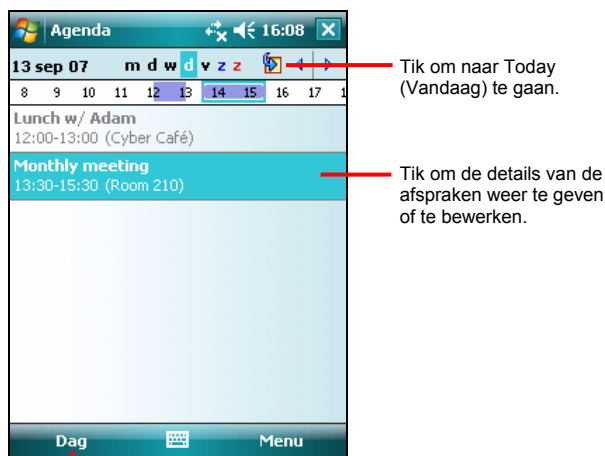 Agenda 16:08
13 sep 07 m d w d v z z
8 9 10 11 12 13 14 15 16 17 1
Lunch w/ Adam
12:00-13:00 (Cyber Café)
Monthly meeting
13:30-15:30 (Room 210)
Dag Menu
Tik om naar Today
(Vandaag) te gaan.
Tik om de details van de
afspraken weer te geven
of te bewerken.